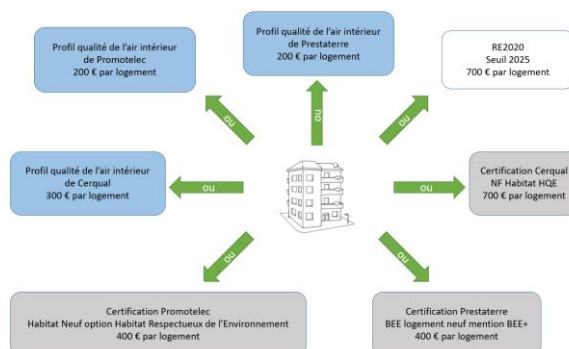 Profil qualité de l'air intérieur
de Promotelec
200 € par logement
Profil qualité de l'air intérieur
de Prestaterre
200 € par logement
RE2020
Seuil 2025
700 € par logement
ou
ou
ou
Profil qualité de l'air intérieur
de Cerqual
300 € par logement
ou
ou
Certification Cerqual
NF Habitat HQE
700 € par logement
ou
ou
Certification Promotelec
Habitat Neuf option Habitat Respectueux de l'Environnement
400 € par logement
Certification Prestaterre
BEE logement neuf mention BEE+
400 € par logement